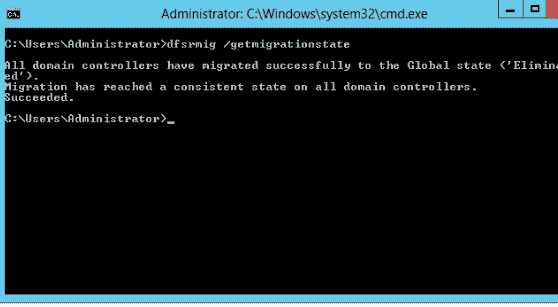 Administrator: C:\Windows\system32\cmd.exe
C:\Users\Administrator>dfsrmig /getmigrationstate
All domain controllers have migrated successfully to the Global state ('Elimina
ed').
Migration has reached a consistent state on all domain controllers.
Succeeded.
C:\Users\Administrator>_